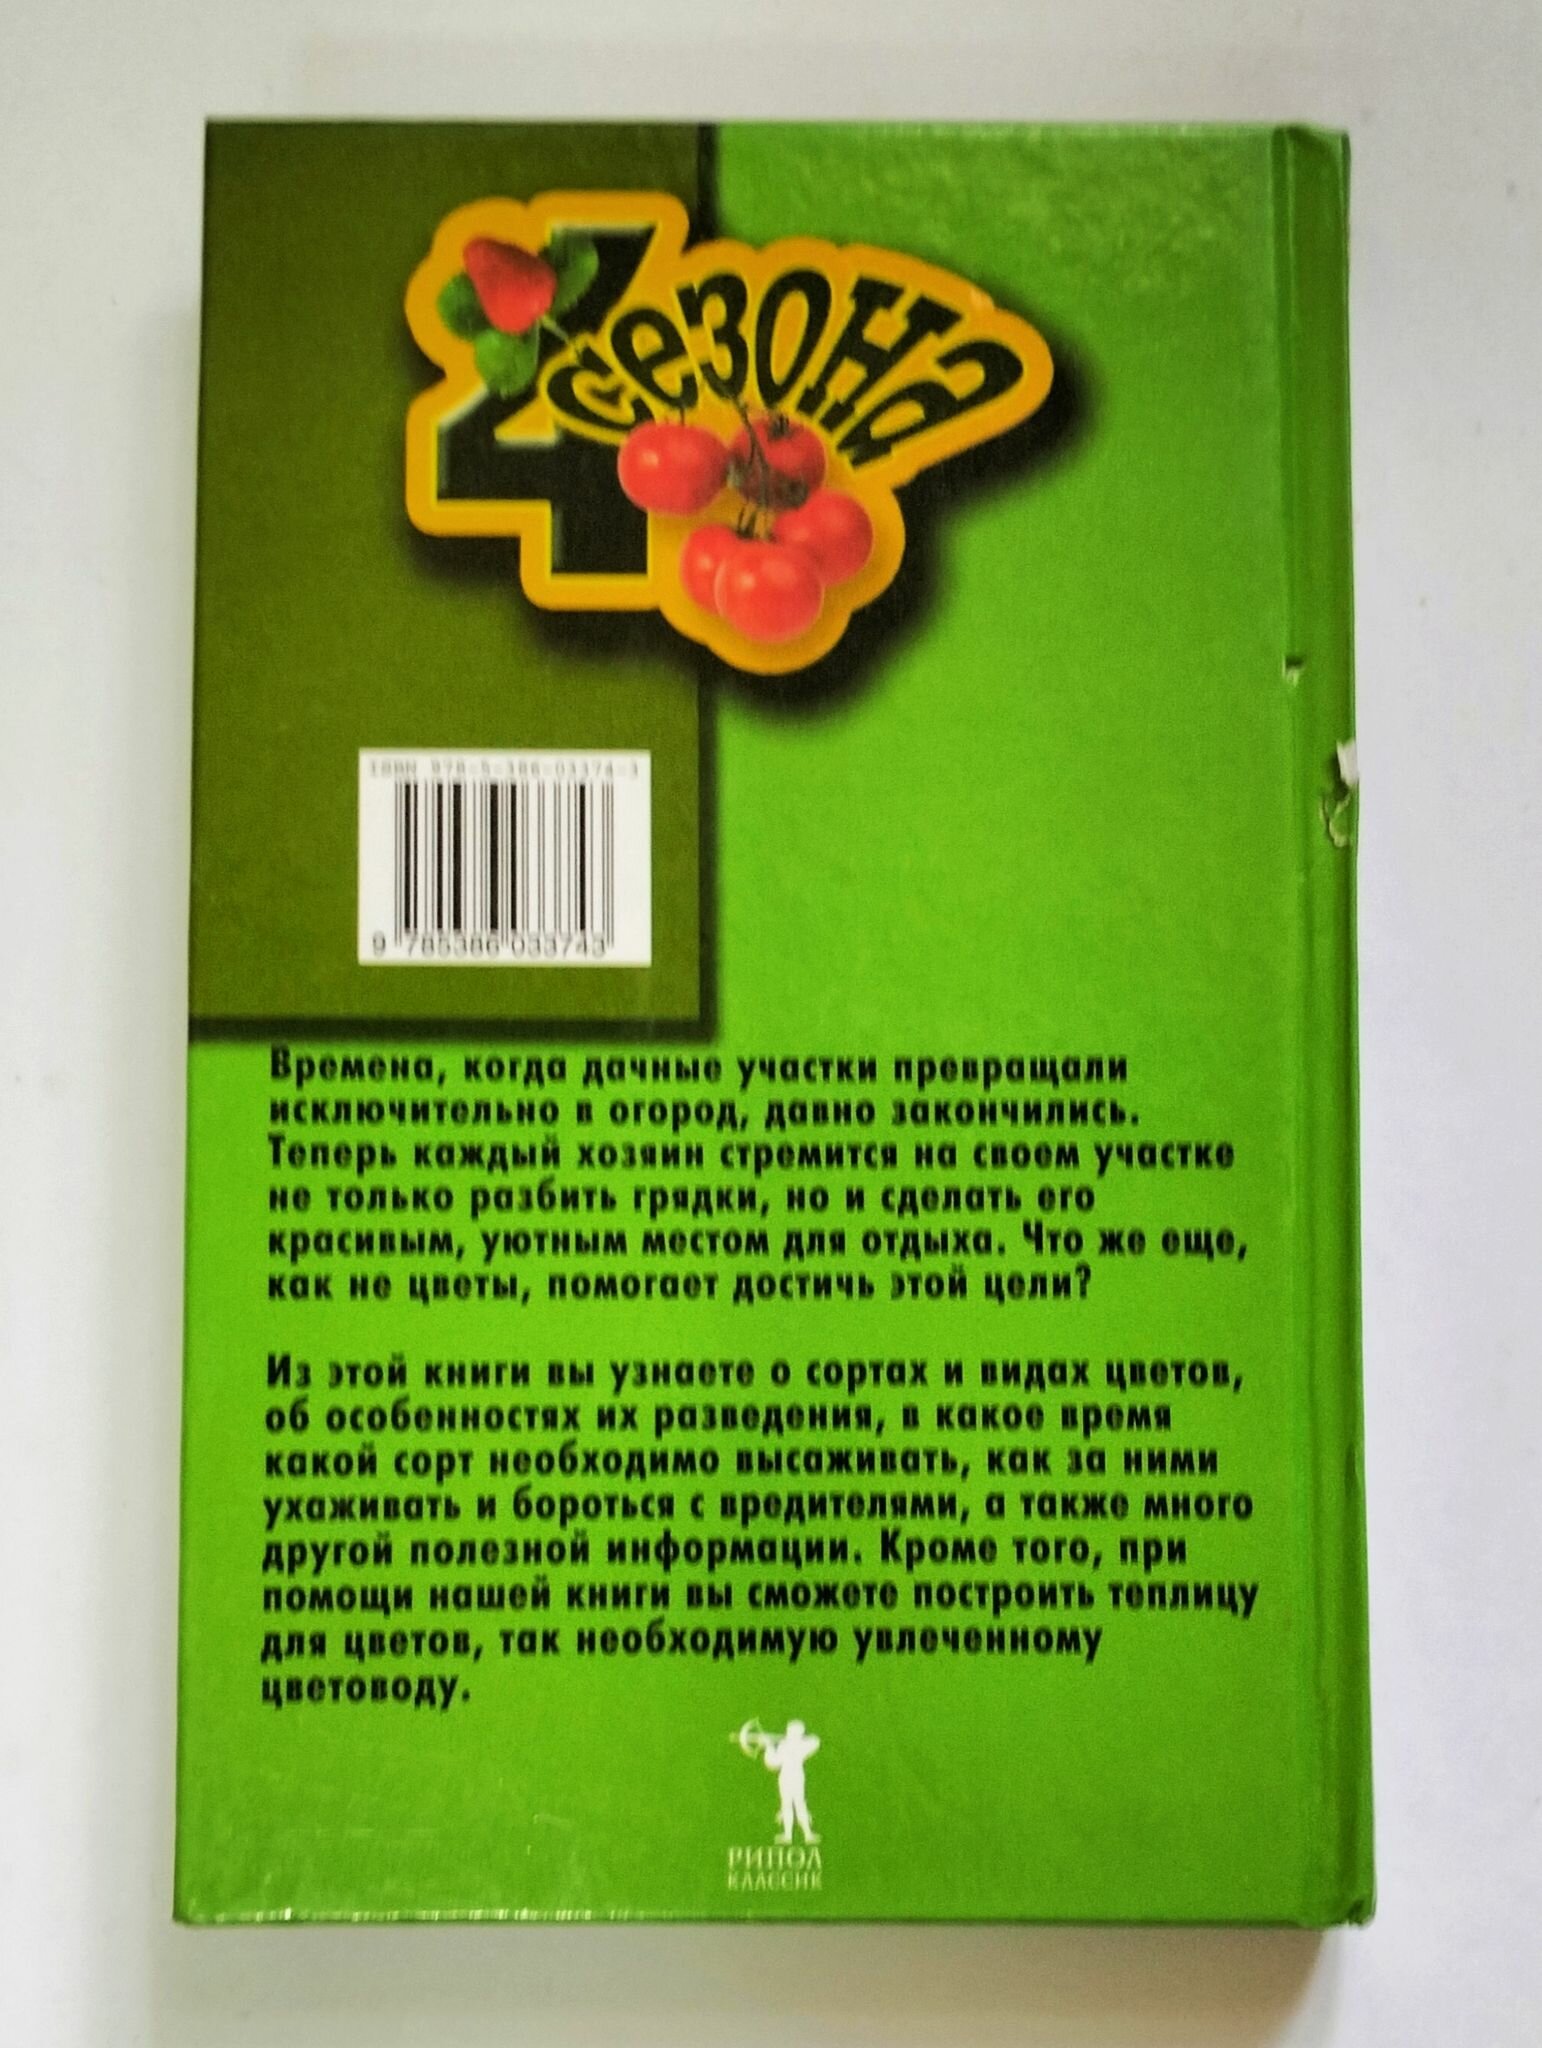 4 сезона
ISBN 978-5-386-03374-3
9 785386 033743
Времена, когда дачные участки превращали
исключительно в огород, давно закончились.
Теперь каждый хозяин стремится на своем участке
не только разбить грядки, но и сделать его
красивым, уютным местом для отдыха. Что же еще,
как не цветы, помогает достичь этой цели?
Из этой книги вы узнаете о сортах и видах цветов,
об особенностях их разведения, в какое время
какой сорт необходимо высаживать, как за ними
ухаживать и бороться с вредителями, а также много
другой полезной информации. Кроме того, при
помощи нашей книги вы сможете построить теплицу
для цветов, так необходимую увлеченному
цветоводу.
РИПОЛ
КЛАССИК